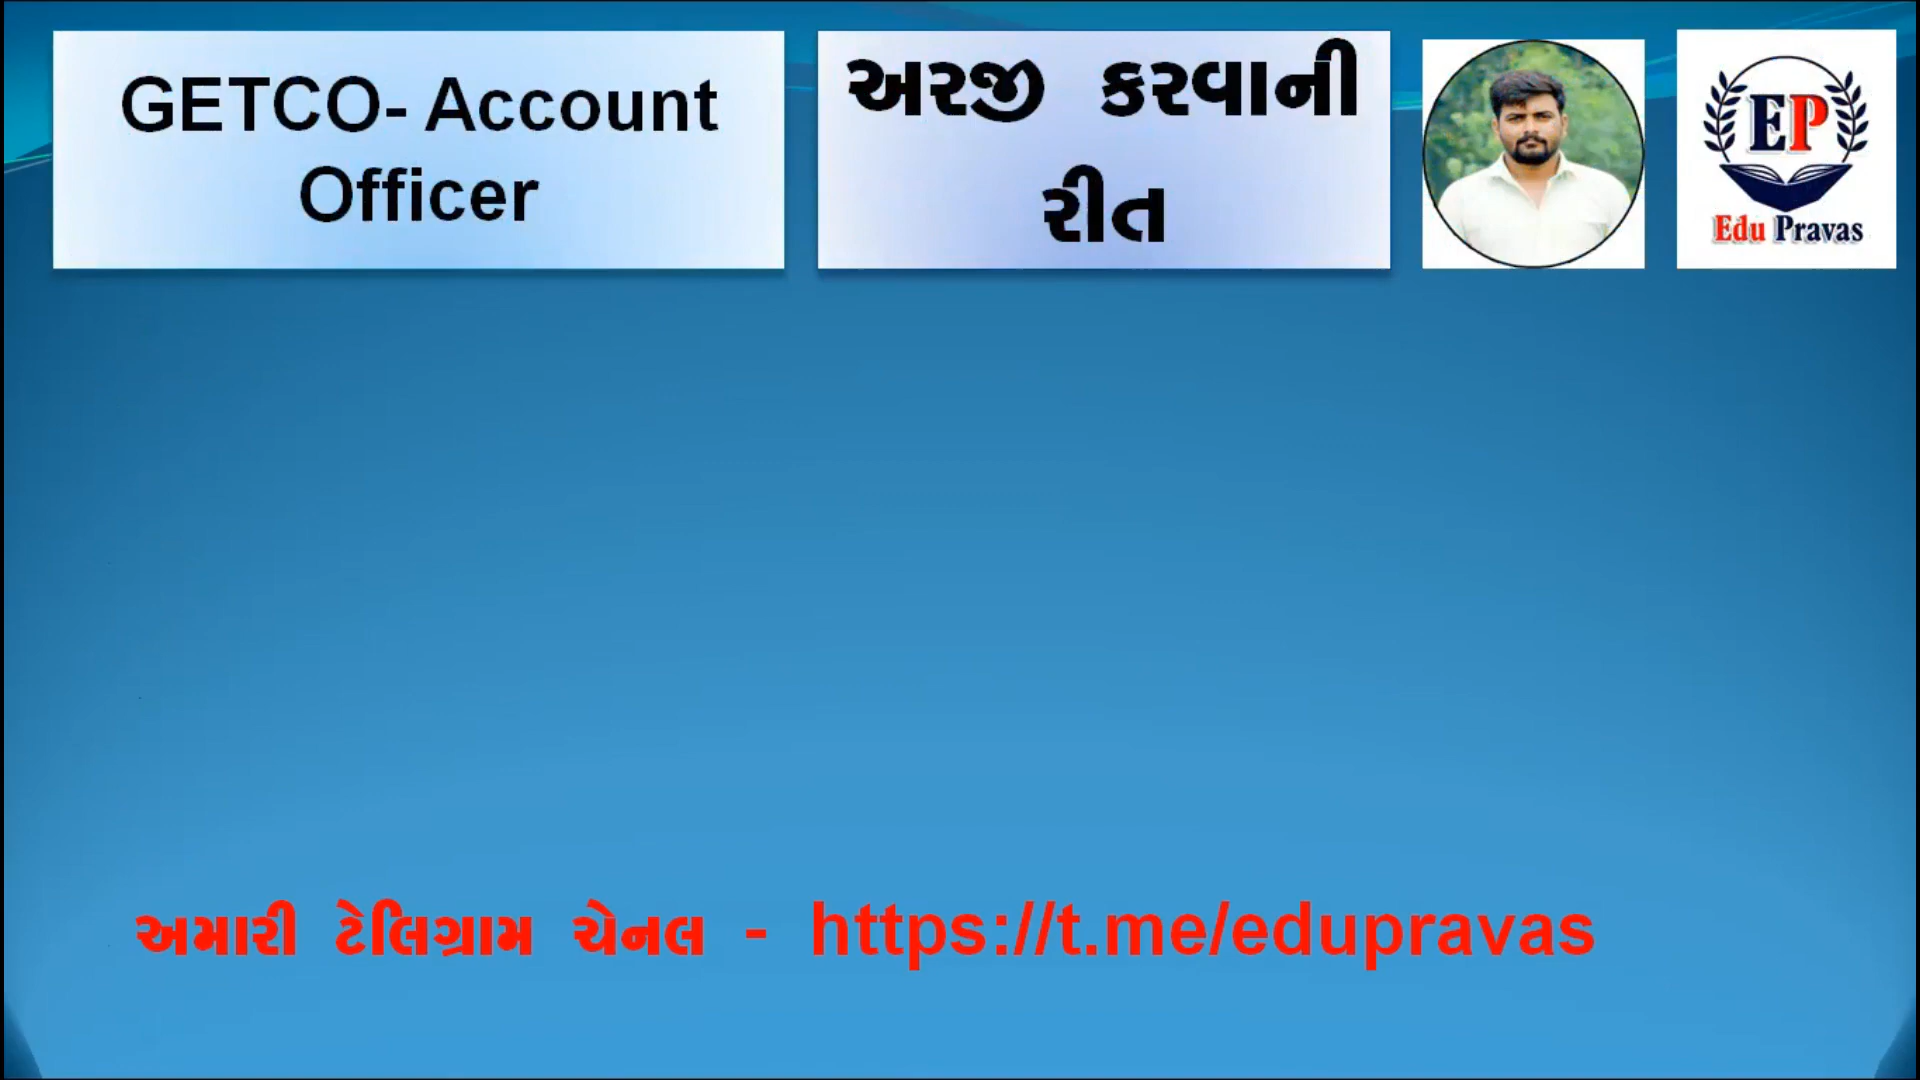 GETCO- Account
Officer
અરજી કરવાની
રીત
EP
Edu Pravas
અમારી ટેલિગ્રામ ચેનલ - https://t.me/edupravas